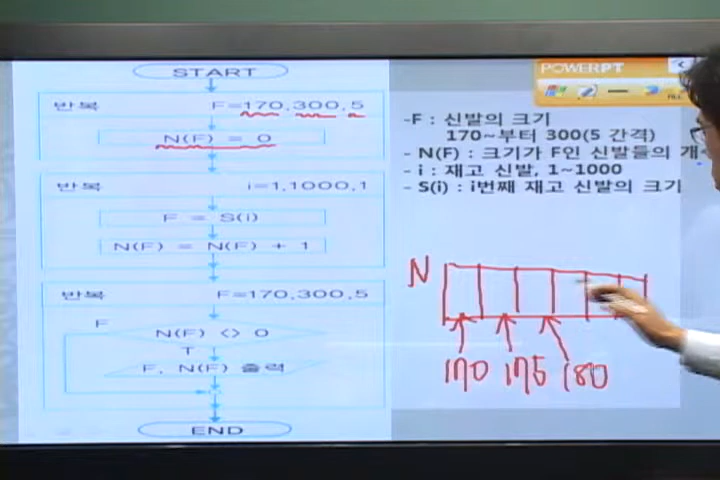 START
반복 F=170,300,5
N(F) = 0
반복 i=1,1000,1
F = S(i)
N(F) = N(F) + 1
반복 F=170,300,5
F
N(F) <> 0
T
F, N(F) 출력
END
POWERPT
-F : 신발의 크기
170~부터 300(5 간격)
- N(F) : 크기가 F인 신발들의
- i : 재고 신발, 1~1000
- S(i) : i번째 재고 신발의 크기
N
170 175 180